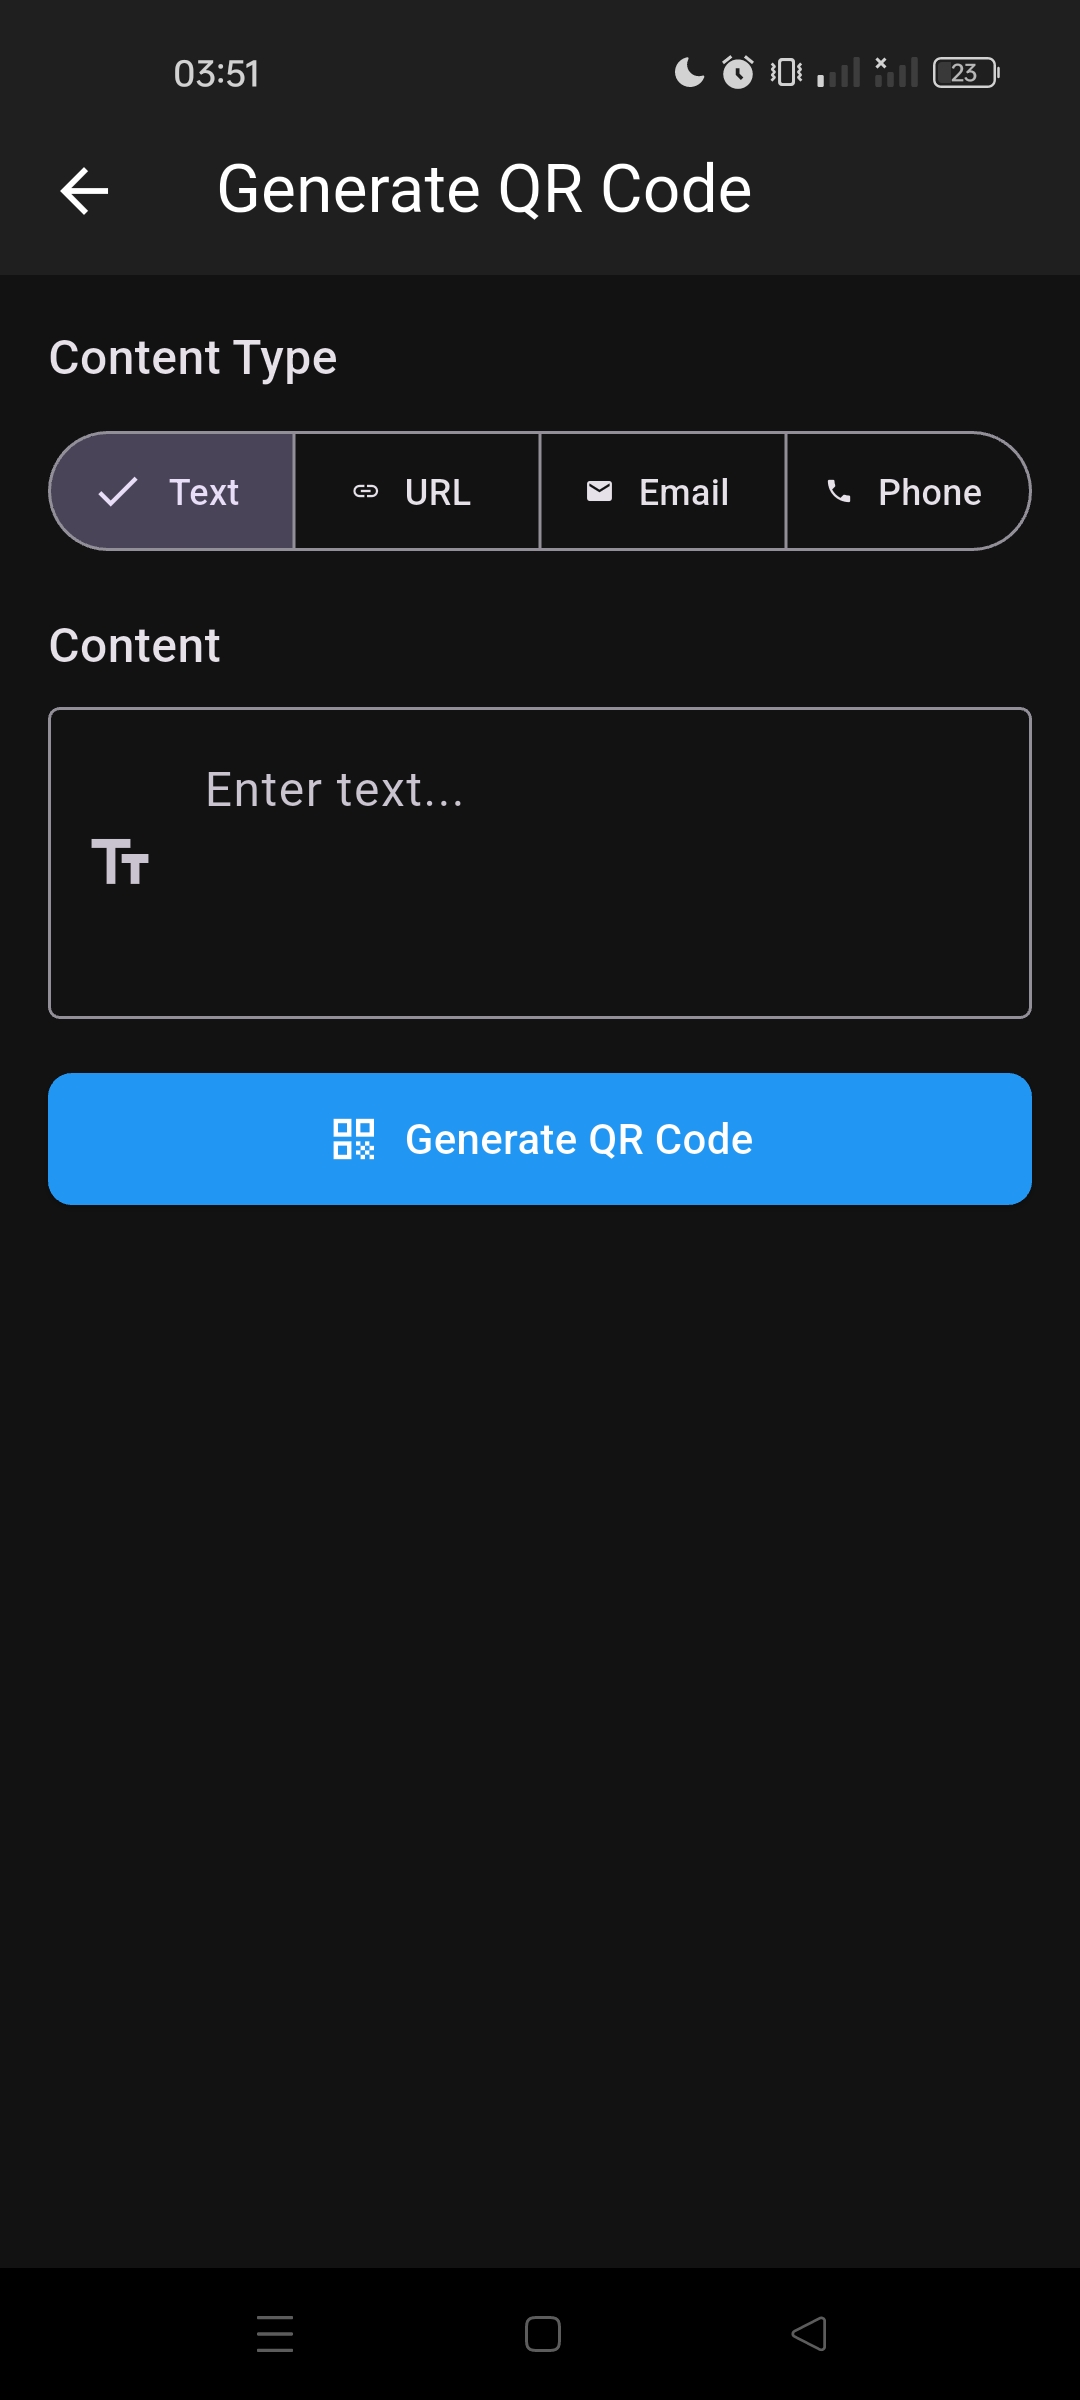 03:51
23
Generate QR Code
Content Type
Text
URL
Email
Phone
Content
Enter text...
Generate QR Code